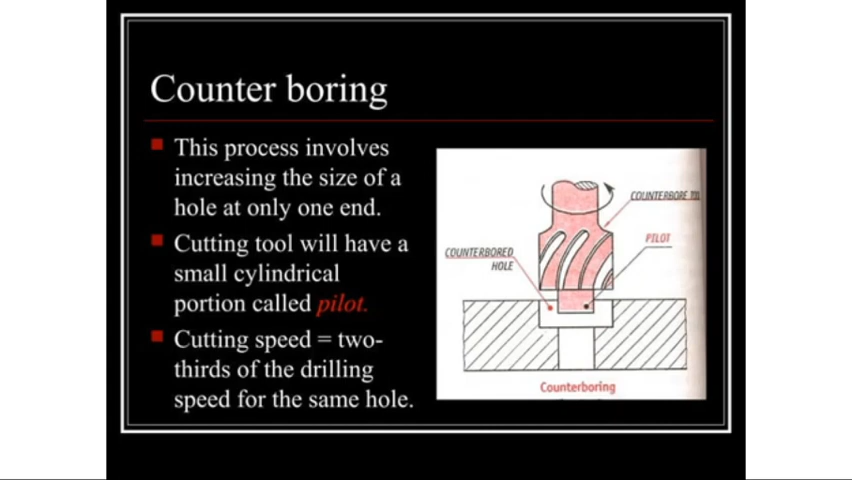 Counter boring
This process involves
increasing the size of a
hole at only one end.
Cutting tool will have a
small cylindrical
portion called pilot.
Cutting speed = two-
thirds of the drilling
speed for the same hole.
COUNTERBORE
PILOT
COUNTERBORED
HOLE
Counterboring